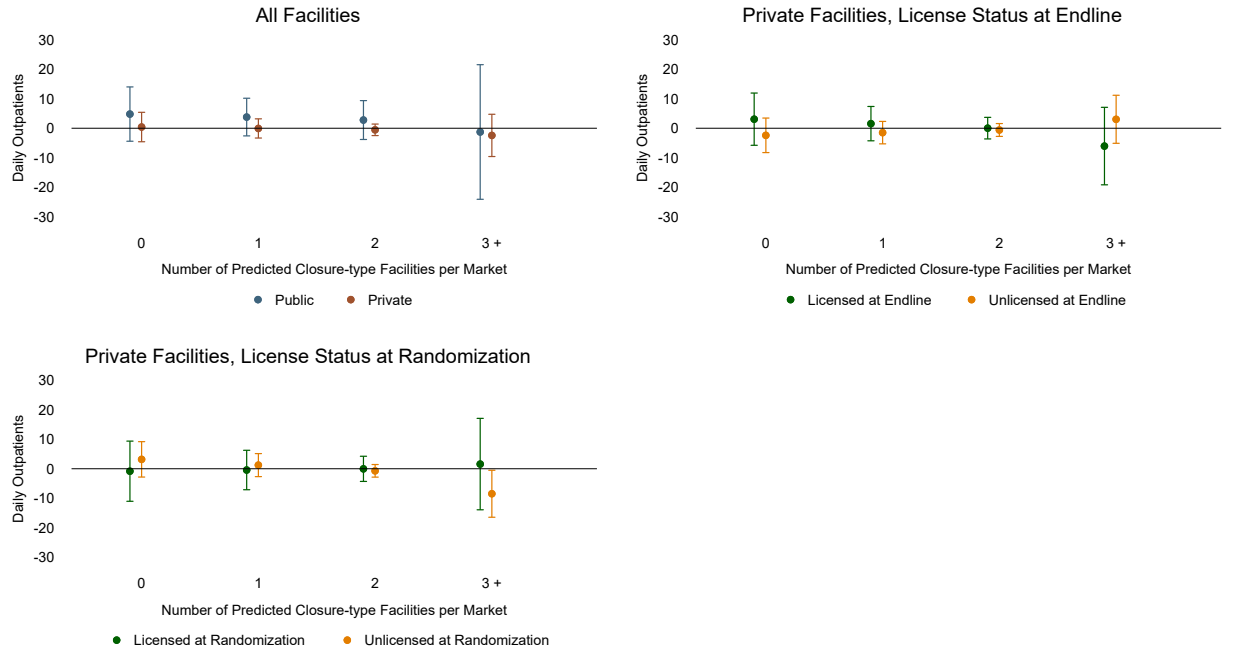 All Facilities
30
20
10
0
-10
-20
-30
Daily Outpatients
0 1 2 3 +
Number of Predicted Closure-type Facilities per Market
Public Private
Private Facilities, License Status at Endline
30
20
10
0
-10
-20
-30
Daily Outpatients
0 1 2 3 +
Number of Predicted Closure-type Facilities per Market
Licensed at Endline Unlicensed at Endline
Private Facilities, License Status at Randomization
30
20
10
0
-10
-20
-30
Daily Outpatients
0 1 2 3 +
Number of Predicted Closure-type Facilities per Market
Licensed at Randomization Unlicensed at Randomization